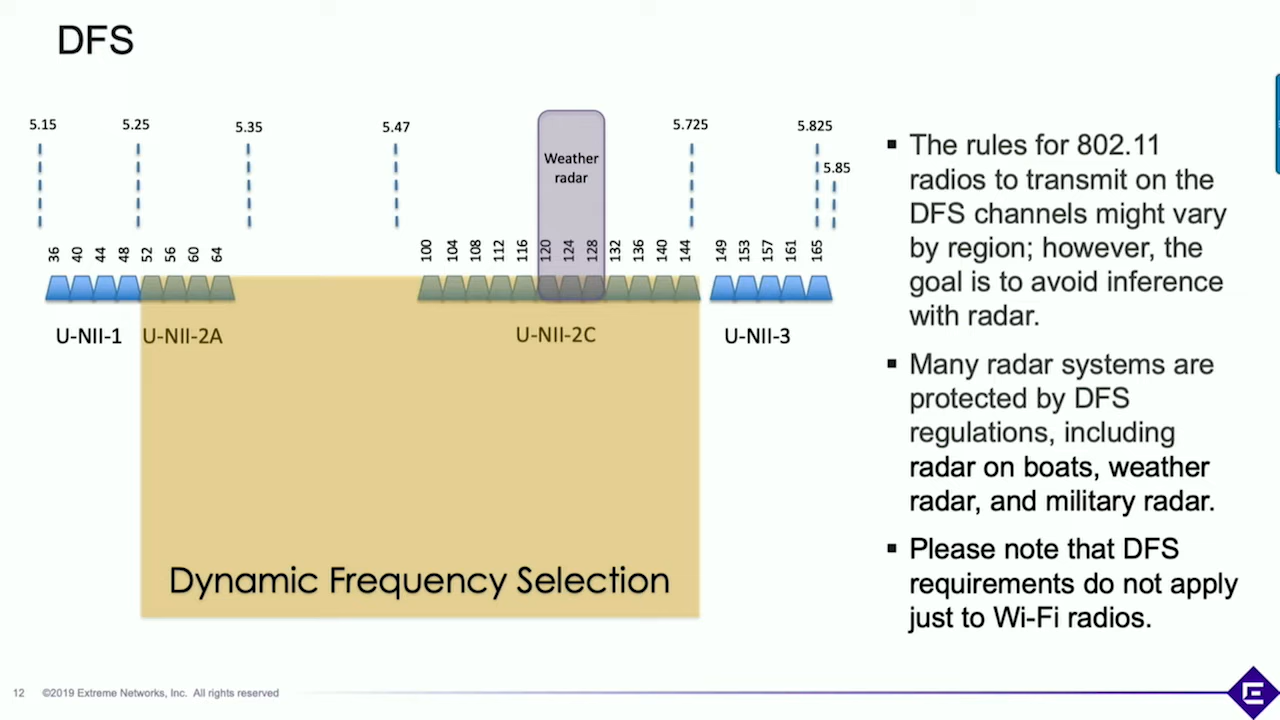 DFS
5.15
5.25
5.35
5.47
5.725
5.825
5.85
Weather
radar
36 40 44 48 52 56 60 64 100 104 108 112 116 120 124 128 132 136 140 144 149 153 157 161 165
U-NII-1
U-NII-2A
U-NII-2C
U-NII-3
Dynamic Frequency Selection
▪ The rules for 802.11
radios to transmit on the
DFS channels might vary
by region; however, the
goal is to avoid inference
with radar.
▪ Many radar systems are
protected by DFS
regulations, including
radar on boats, weather
radar, and military radar.
▪ Please note that DFS
requirements do not apply
just to Wi-Fi radios.
12 ©2019 Extreme Networks, Inc. All rights reserved